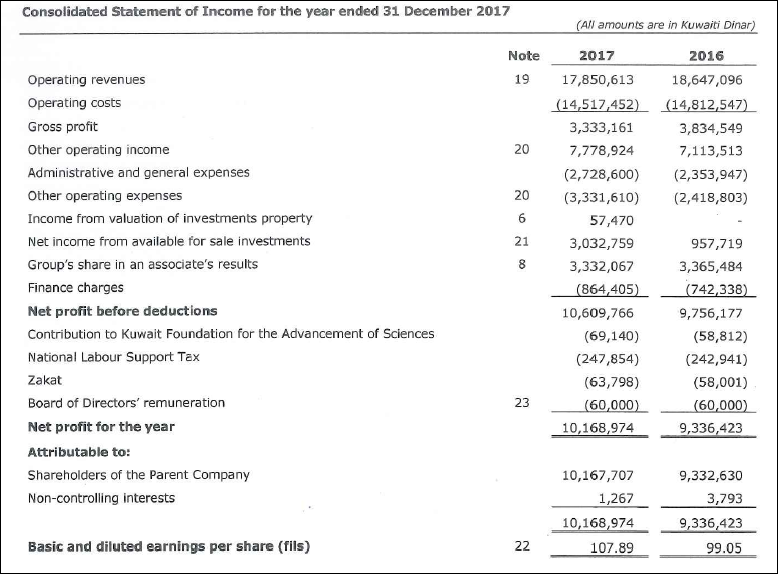 Consolidated Statement of Income for the year ended 31 December 2017
(All amounts are in Kuwaiti Dinar)
Note 2017 2016
Operating revenues 19 17,850,613 18,647,096
Operating costs (14,517,452) (14,812,547)
Gross profit 3,333,161 3,834,549
Other operating income 20 7,778,924 7,113,513
Administrative and general expenses (2,728,600) (2,353,947)
Other operating expenses 20 (3,331,610) (2,418,803)
Income from valuation of investments property 6 57,470 -
Net income from available for sale investments 21 3,032,759 957,719
Group's share in an associate's results 8 3,332,067 3,365,484
Finance charges (864,405) (742,338)
Net profit before deductions 10,609,766 9,756,177
Contribution to Kuwait Foundation for the Advancement of Sciences (69,140) (58,812)
National Labour Support Tax (247,854) (242,941)
Zakat (63,798) (58,001)
Board of Directors' remuneration 23 (60,000) (60,000)
Net profit for the year 10,168,974 9,336,423
Attributable to:
Shareholders of the Parent Company 10,167,707 9,332,630
Non-controlling interests 1,267 3,793
10,168,974 9,336,423
Basic and diluted earnings per share (fils) 22 107.89 99.05